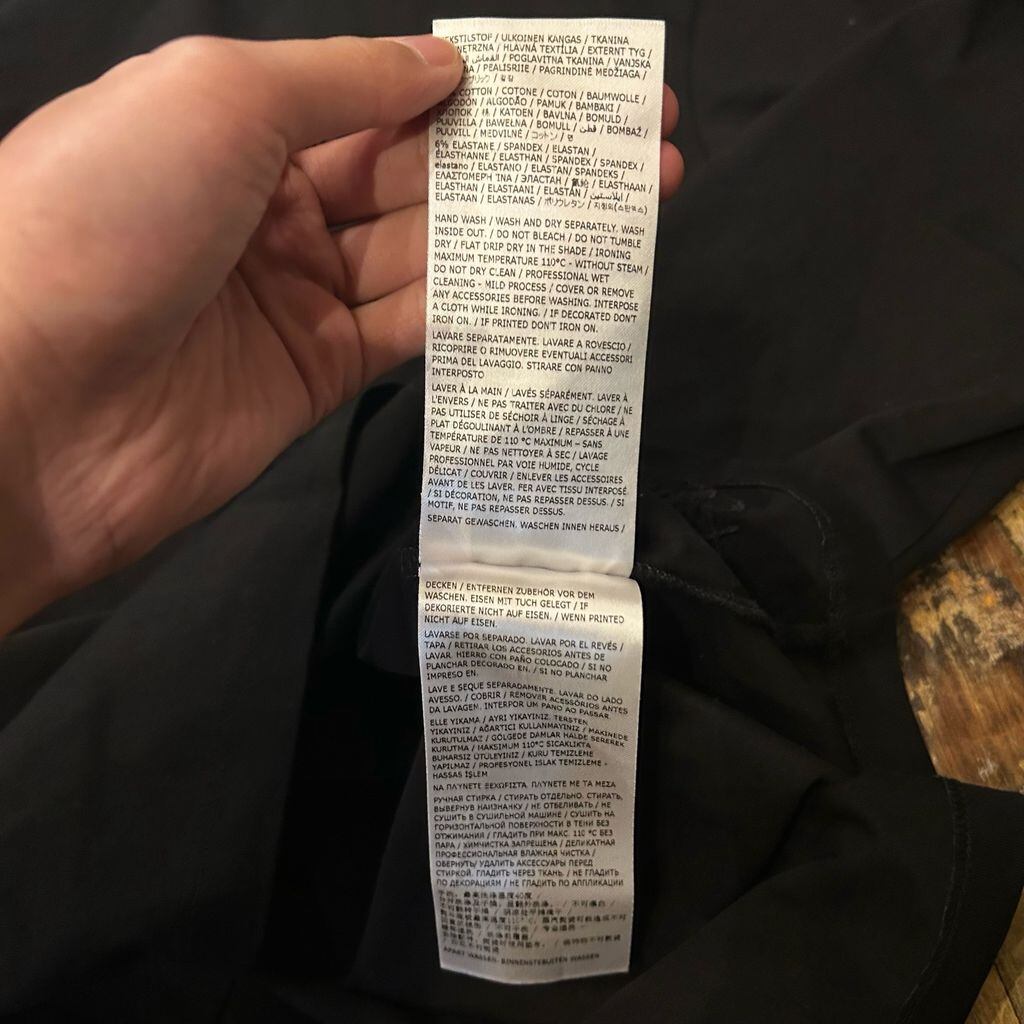 KSTILSTOF / ULKOINEN KANGAS / TKANINA
WNETRZNA / HLAVNÁ TEXTÍLIA / EXTERNT TYG /
POGLAVITNA TKANINA / VANJSKA
NA / PEALISRIIE / PAGRINDINĖ MEDŽIAGA /
COTTON / COTONE / COTON / BAUMWOLLE /
ALGODÓN / ALGODÃO / PAMUK / BAMBAKI /
ХЛОПОК / 棉 / KATOEN / BAVLNA / BOMULD /
PUUVILLA / BAWEŁNA / BOMULL / قطن / BOMBAŽ /
PUUVILL / MEDVILNĖ / コットン / 면
6% ELASTANE / SPANDEX / ELASTAN /
ÉLASTHANNE / ELASTHAN / SPANDEX / SPANDEX /
elastano / ELASTANO / ELASTAN / SPANDEKS /
ЭЛАСТАН / ELASTHAAN /
ELASTHAN / ELASTAANI / ELASTAN /
ELASTAAN / ELASTANAS / ポリウレタン /
HAND WASH / WASH AND DRY SEPARATELY. WASH
INSIDE OUT. / DO NOT BLEACH / DO NOT TUMBLE
DRY / FLAT DRIP DRY IN THE SHADE / IRONING
MAXIMUM TEMPERATURE 110°C - WITHOUT STEAM /
DO NOT DRY CLEAN / PROFESSIONAL WET
CLEANING - MILD PROCESS / COVER OR REMOVE
ANY ACCESSORIES BEFORE WASHING. INTERPOSE
A CLOTH WHILE IRONING. / IF DECORATED DON'T
IRON ON. / IF PRINTED DON'T IRON ON.
LAVARE SEPARATAMENTE. LAVARE A ROVESCIO /
RICOPRIRE O RIMUOVERE EVENTUALI ACCESSORI
PRIMA DEL LAVAGGIO. STIRARE CON PANNO
INTERPOSTO
LAVER À LA MAIN / LAVÉS SÉPARÉMENT. LAVER À
L'ENVERS / NE PAS TRAITER AVEC DU CHLORE / NE
PAS UTILISER DE SÉCHOIR À LINGE / SÉCHAGE À
PLAT DÉGOULINANT À L'OMBRE / REPASSER À UNE
TEMPÉRATURE DE 110 °C MAXIMUM – SANS
VAPEUR / NE PAS NETTOYER À SEC / LAVAGE
PROFESSIONNEL PAR VOIE HUMIDE, CYCLE
DÉLICAT / COUVRIR / ENLEVER LES ACCESSOIRES
AVANT DE LES LAVER. FER AVEC TISSU INTERPOSÉ.
/ SI DÉCORATION, NE PAS REPASSER DESSUS. / SI
MOTIF, NE PAS REPASSER DESSUS.
SEPARAT GEWASCHEN. WASCHEN INNEN HERAUS /
DECKEN / ENTFERNEN ZUBEHÖR VOR DEM
WASCHEN. EISEN MIT TUCH GELEGT / IF
DEKORIERTE NICHT AUF EISEN. / WENN PRINTED
NICHT AUF EISEN.
LAVARSE POR SEPARADO. LAVAR POR EL REVÉS /
TAPA / RETIRAR LOS ACCESORIOS ANTES DE
LAVAR. HIERRO CON PAÑO COLOCADO / SI NO
PLANCHAR DECORADO EN. / SI NO PLANCHAR
IMPRESO EN.
LAVE E SEQUE SEPARADAMENTE. LAVAR DO LADO
AVESSO. / COBRIR / REMOVER ACESSÓRIOS ANTES
DA LAVAGEM. INTERPOR UM PANO AO PASSAR.
ELLE YIKAMA / AYRI YIKAYINIZ. TERSTEN
YIKAYINIZ / AĞARTICI KULLANMAYINIZ / MAKİNEDE
KURUTULMAZ / GÖLGEDE DAMLAR HALDE SEREREK
KURUTMA / MAKSIMUM 110°C SICAKLIKTA
BUHARSIZ ÜTÜLEYINIZ / KURU TEMIZLEME
YAPILMAZ / PROFESYONEL ISLAK TEMIZLEME -
HASSAS İŞLEM
ΝΑ ΠΛΥΝΕΤΕ ΞΕΧΩΡΙΣΤΑ. ΠΛΥΝΕΤΕ ΜΕ ΤΑ ΜΕΣΑ
РУЧНАЯ СТИРКА / СТИРАТЬ ОТДЕЛЬНО. СТИРАТЬ,
ВЫВЕРНУВ НАИЗНАНКУ / НЕ ОТБЕЛИВАТЬ / НЕ
СУШИТЬ В СУШИЛЬНОЙ МАШИНЕ / СУШИТЬ НА
ГОРИЗОНТАЛЬНОЙ ПОВЕРХНОСТИ В ТЕНИ БЕЗ
ОТЖИМАНИЯ / ГЛАДИТЬ ПРИ МАКС. 110 °C БЕЗ
ПАРА / ХИМЧИСТКА ЗАПРЕЩЕНА / ДЕЛИКАТНАЯ
ПРОФЕССИОНАЛЬНАЯ ВЛАЖНАЯ ЧИСТКА /
ОБЕРНУТЬ/ УДАЛИТЬ АКСЕССУАРЫ ПЕРЕД
СТИРКОЙ. ГЛАДИТЬ ЧЕРЕЗ ТКАНЬ. / НЕ ГЛАДИТЬ
ПО ДЕКОРАЦИЯМ / НЕ ГЛАДИТЬ ПО АППЛИКАЦИИ
APART WASSEN. BINNENSTEBUITEN WASSEN